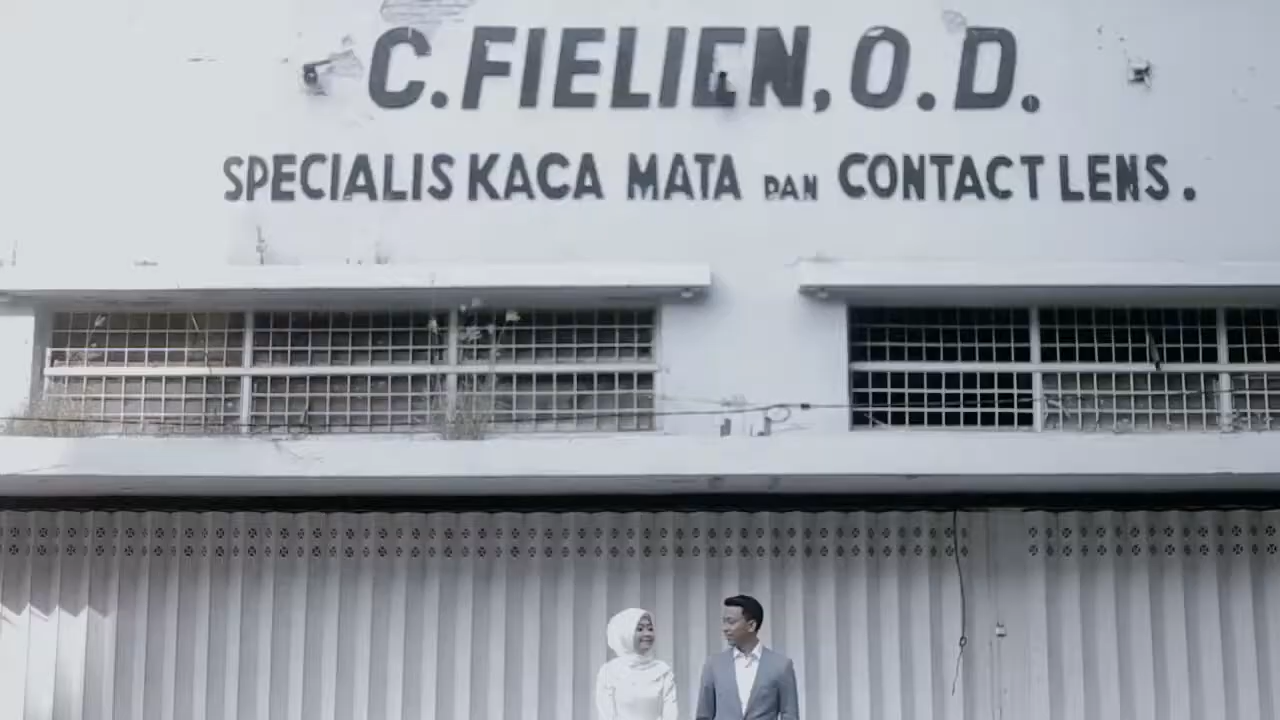 C. FIELIEN, O.D.
SPECIALIS KACA MATA DAN CONTACT LENS.